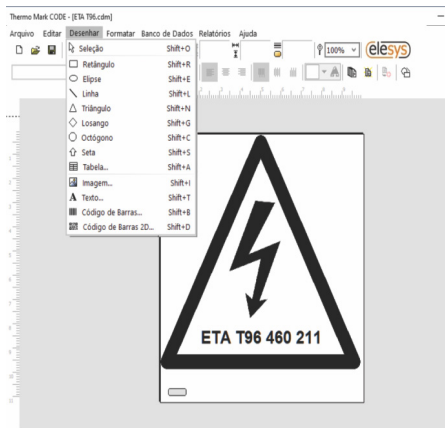 Thermo Mark CODE - [ETA T96.cdm]
Arquivo Editar Desenhar Formatar Banco de Dados Relatórios Ajuda
100%
elesys
Seleção Shift+O
Retângulo Shift+R
Elipse Shift+E
Linha Shift+L
Triângulo Shift+N
Losango Shift+G
Octógono Shift+C
Seta Shift+S
Tabela... Shift+A
Imagem... Shift+I
A Texto... Shift+T
Código de Barras... Shift+B
Código de Barras 2D... Shift+D
ETA T96 460 211